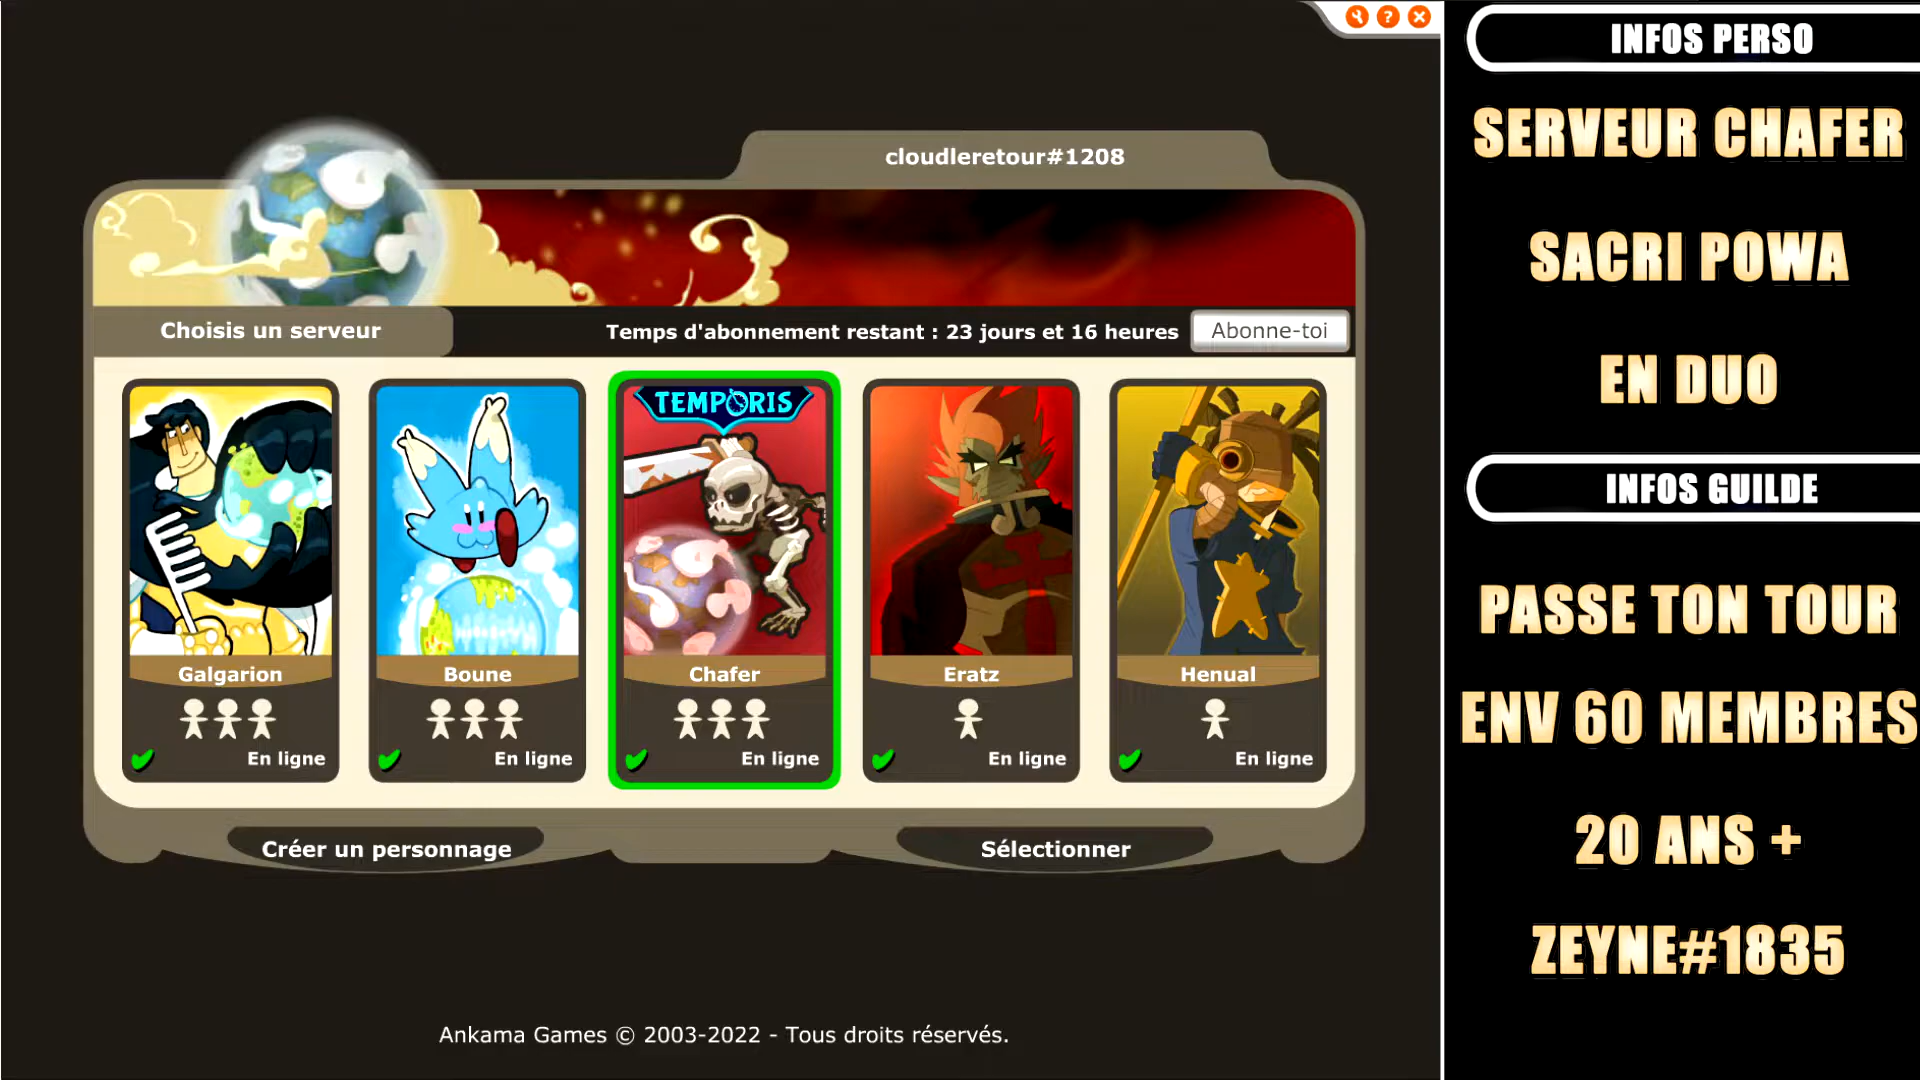 cloudleretour#1208
Choisis un serveur
Temps d'abonnement restant : 23 jours et 16 heures
Abonne-toi
TEMPORIS
Galgarion
En ligne
Boune
En ligne
Chafer
En ligne
Eratz
En ligne
Henual
En ligne
Créer un personnage
Sélectionner
Ankama Games © 2003-2022 - Tous droits réservés.
INFOS PERSO
SERVEUR CHAFER
SACRI POWA
EN DUO
INFOS GUILDE
PASSE TON TOUR
ENV 60 MEMBRES
20 ANS +
ZEYNE#1835